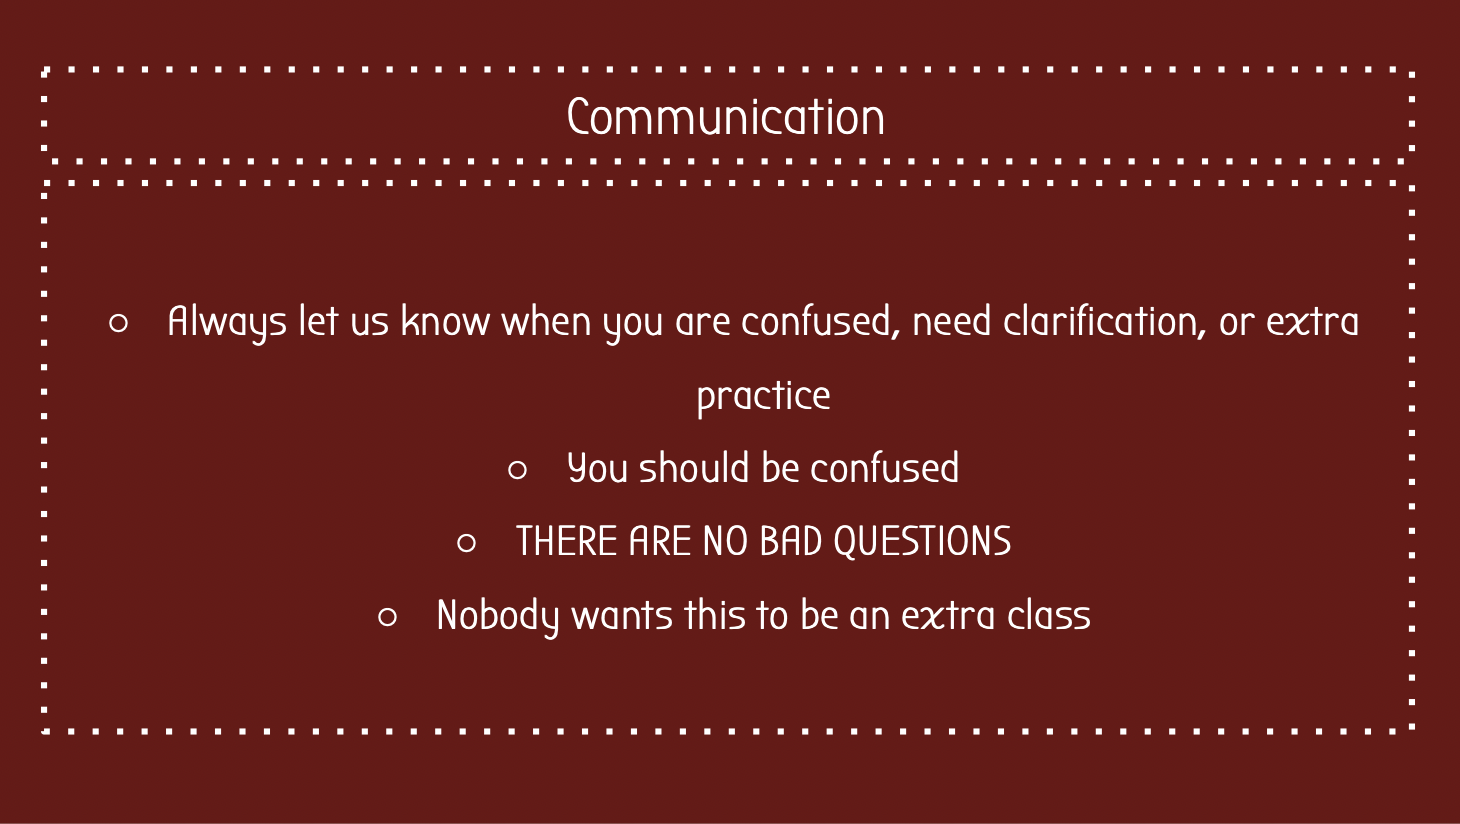 Communication
○ Always let us know when you are confused, need clarification, or extra
practice
○ You should be confused
○ THERE ARE NO BAD QUESTIONS
○ Nobody wants this to be an extra class